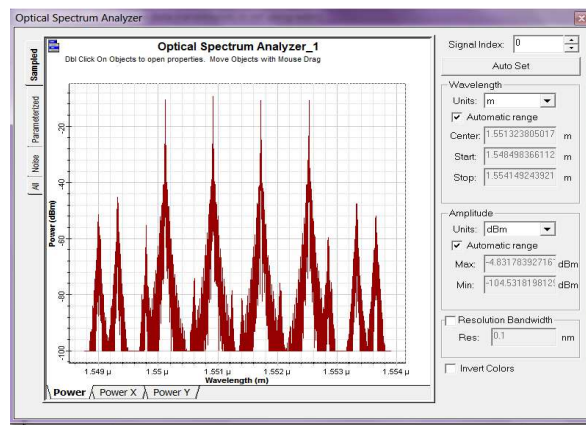 Optical Spectrum Analyzer
Optical Spectrum Analyzer_1
Dbl Click On Objects to open properties. Move Objects with Mouse Drag
Sampled
Parameterized
Noise
All
Power (dBm)
-20
-40
-60
-80
-100
1.549 µ
1.55 µ
1.551 µ
1.552 µ
1.553 µ
1.554 µ
Wavelength (m)
Power
Power X
Power Y
Signal Index: 0
Auto Set
Wavelength
Units: m
Automatic range
Center: 1.551323805017 m
Start: 1.548498366112 m
Stop: 1.554149243921 m
Amplitude
Units: dBm
Automatic range
Max: -4.83178392716 dBm
Min: -104.531819812 dBm
Resolution Bandwidth
Res: 0.1 nm
Invert Colors